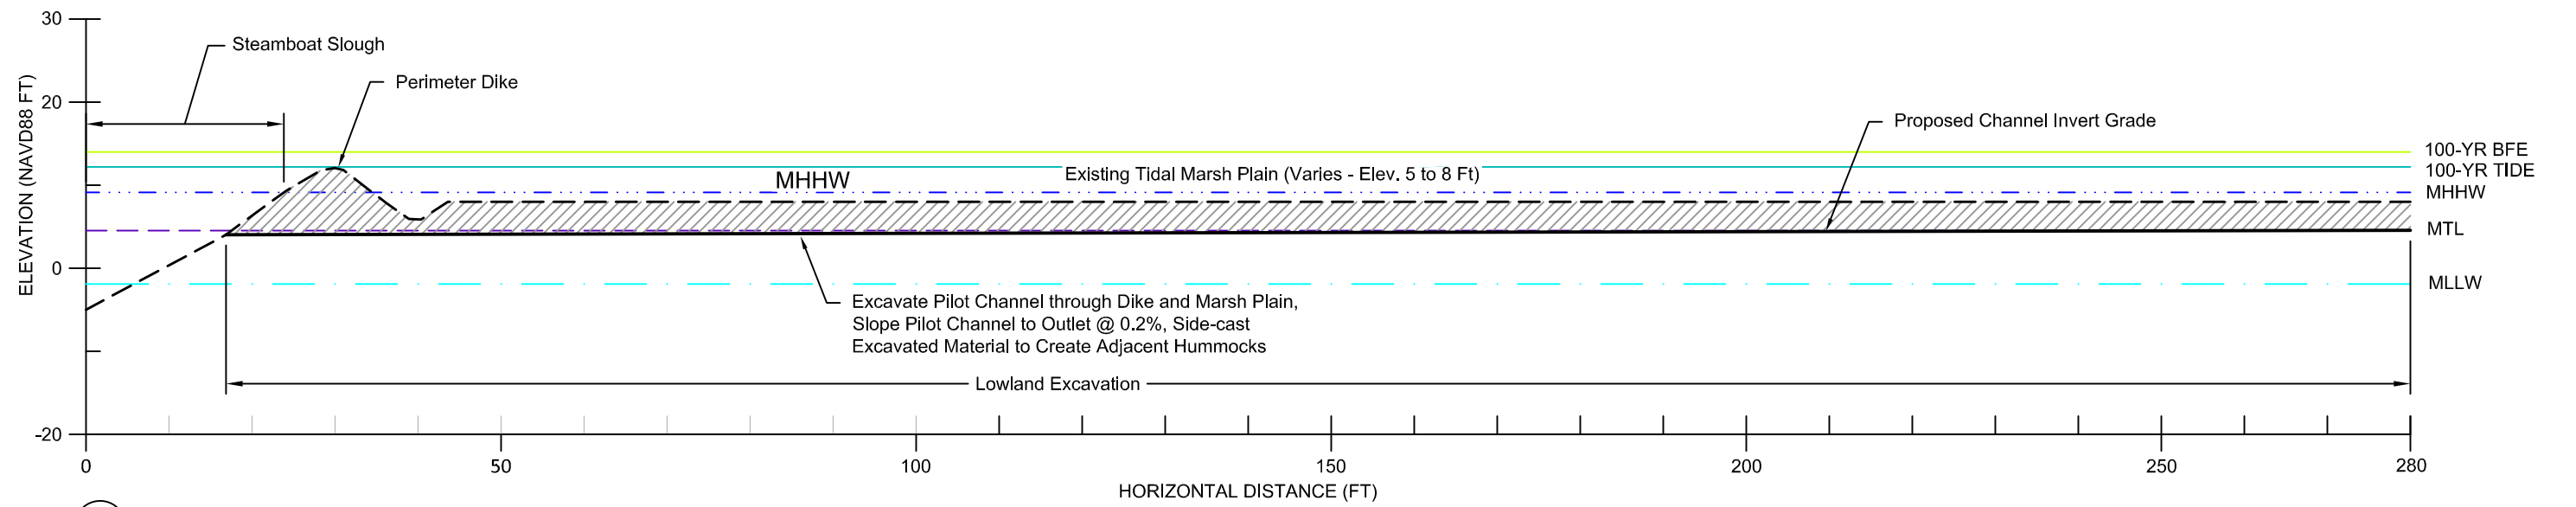 30
Steamboat Slough
Perimeter Dike
20
Proposed Channel Invert Grade
ELEVATION (NAVD88 FT)
100-YR BFE
Existing Tidal Marsh Plain (Varies - Elev. 5 to 8 Ft)
100-YR TIDE
MHHW
MHHW
MTL
0
MLLW
Excavate Pilot Channel through Dike and Marsh Plain,
Slope Pilot Channel to Outlet @ 0.2%, Side-cast
Excavated Material to Create Adjacent Hummocks
Lowland Excavation
-20
0 50 100 150 200 250 280
HORIZONTAL DISTANCE (FT)